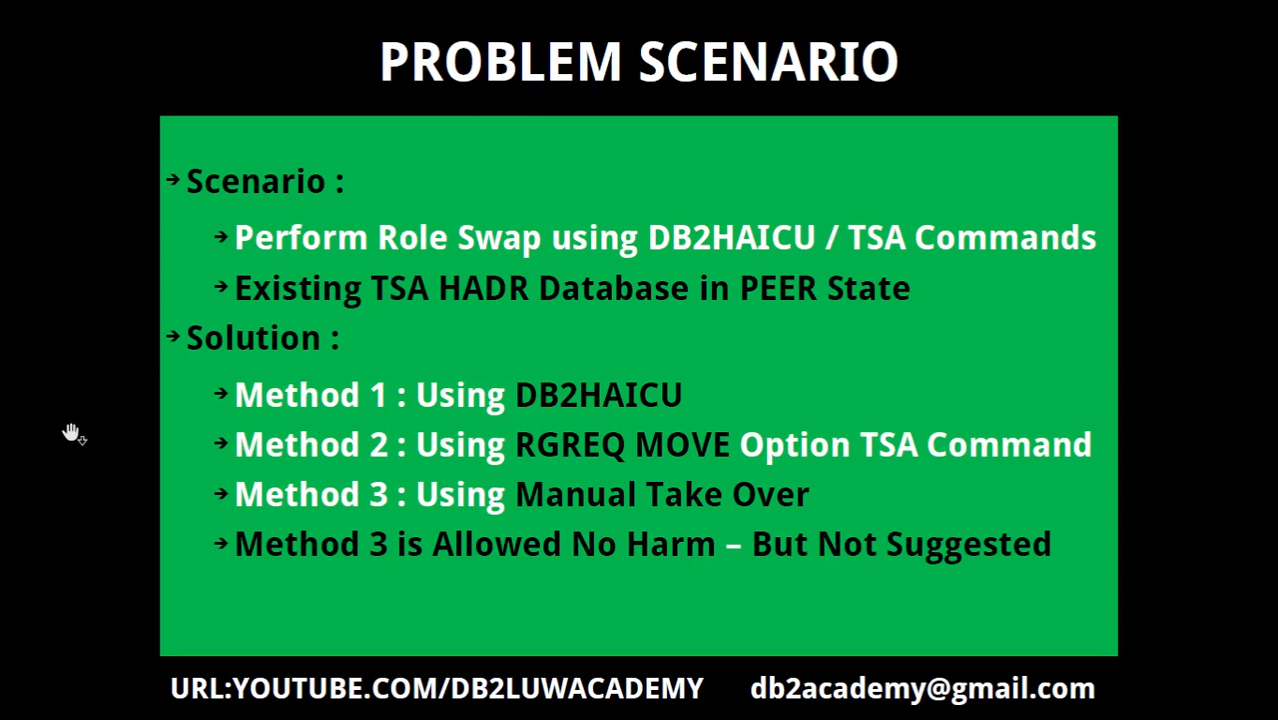 PROBLEM SCENARIO
➔ Scenario :
➔ Perform Role Swap using DB2HAICU / TSA Commands
➔ Existing TSA HADR Database in PEER State
➔ Solution :
➔ Method 1 : Using DB2HAICU
➔ Method 2 : Using RGREQ MOVE Option TSA Command
➔ Method 3 : Using Manual Take Over
➔ Method 3 is Allowed No Harm – But Not Suggested
URL:YOUTUBE.COM/DB2LUWACADEMY db2academy@gmail.com